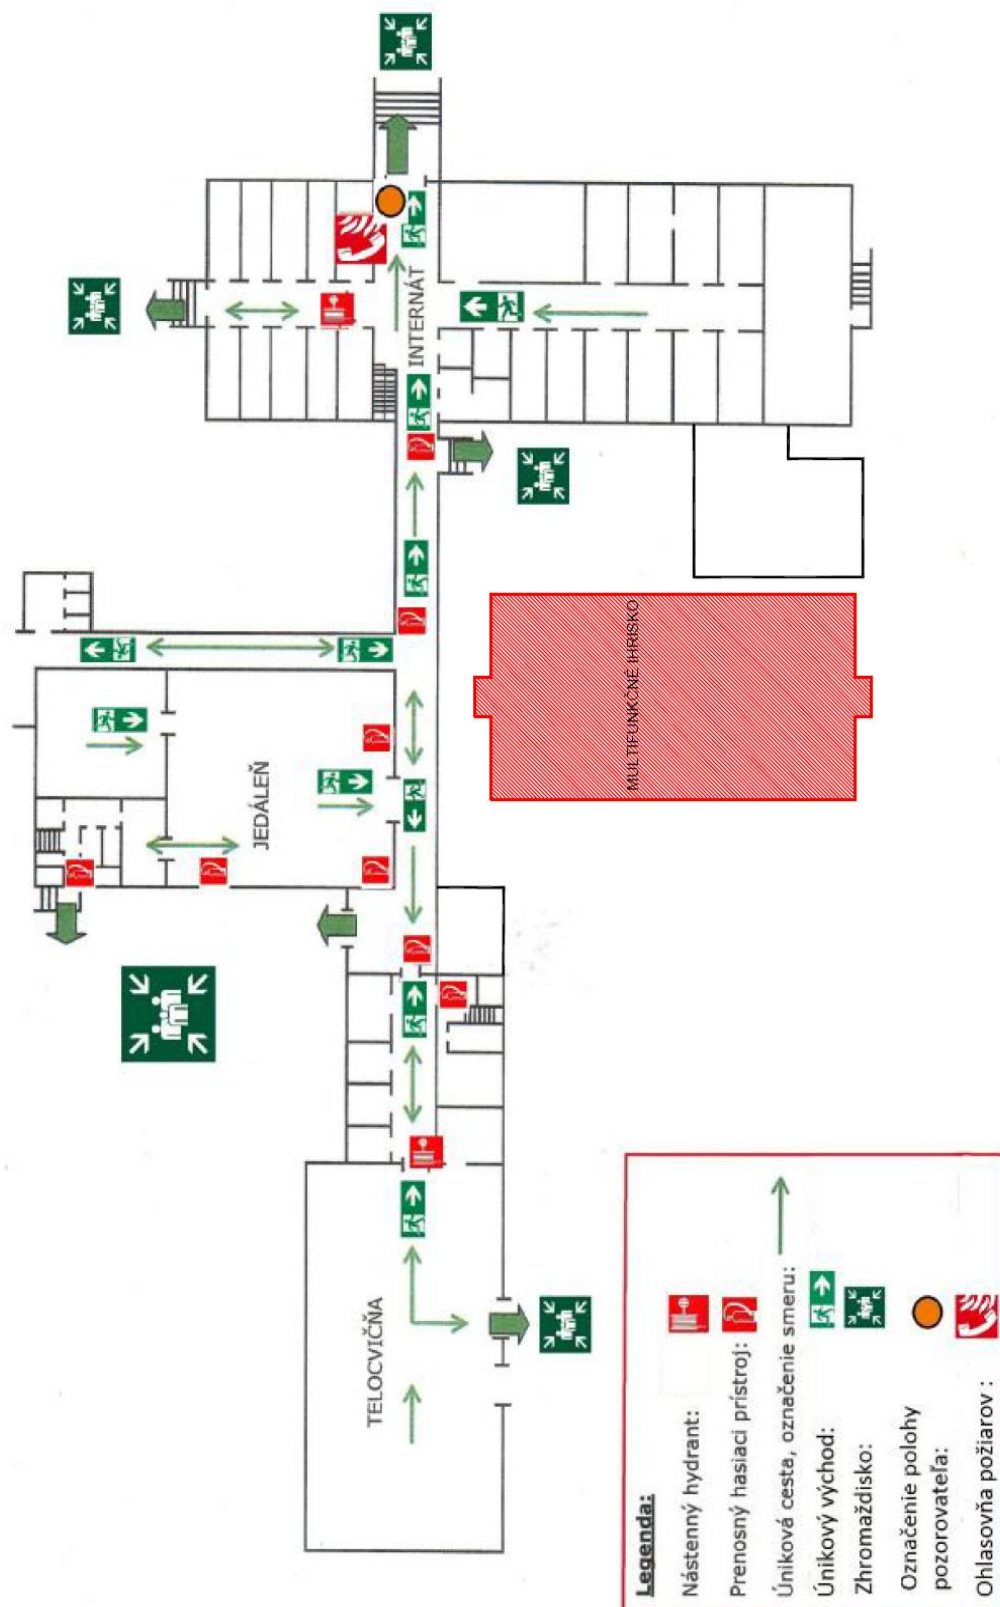 INTERNÁT
JEDÁLEŇ
MULTIFUNKČNÉ IHRISKO
TELOCVIČŇA
Legenda:
Nástenný hydrant:
Prenosný hasiaci prístroj:
Úniková cesta, označenie smeru:
Únikový východ:
Zhromaždisko:
Označenie polohy
pozorovateľa:
Ohlasovňa požiarov :